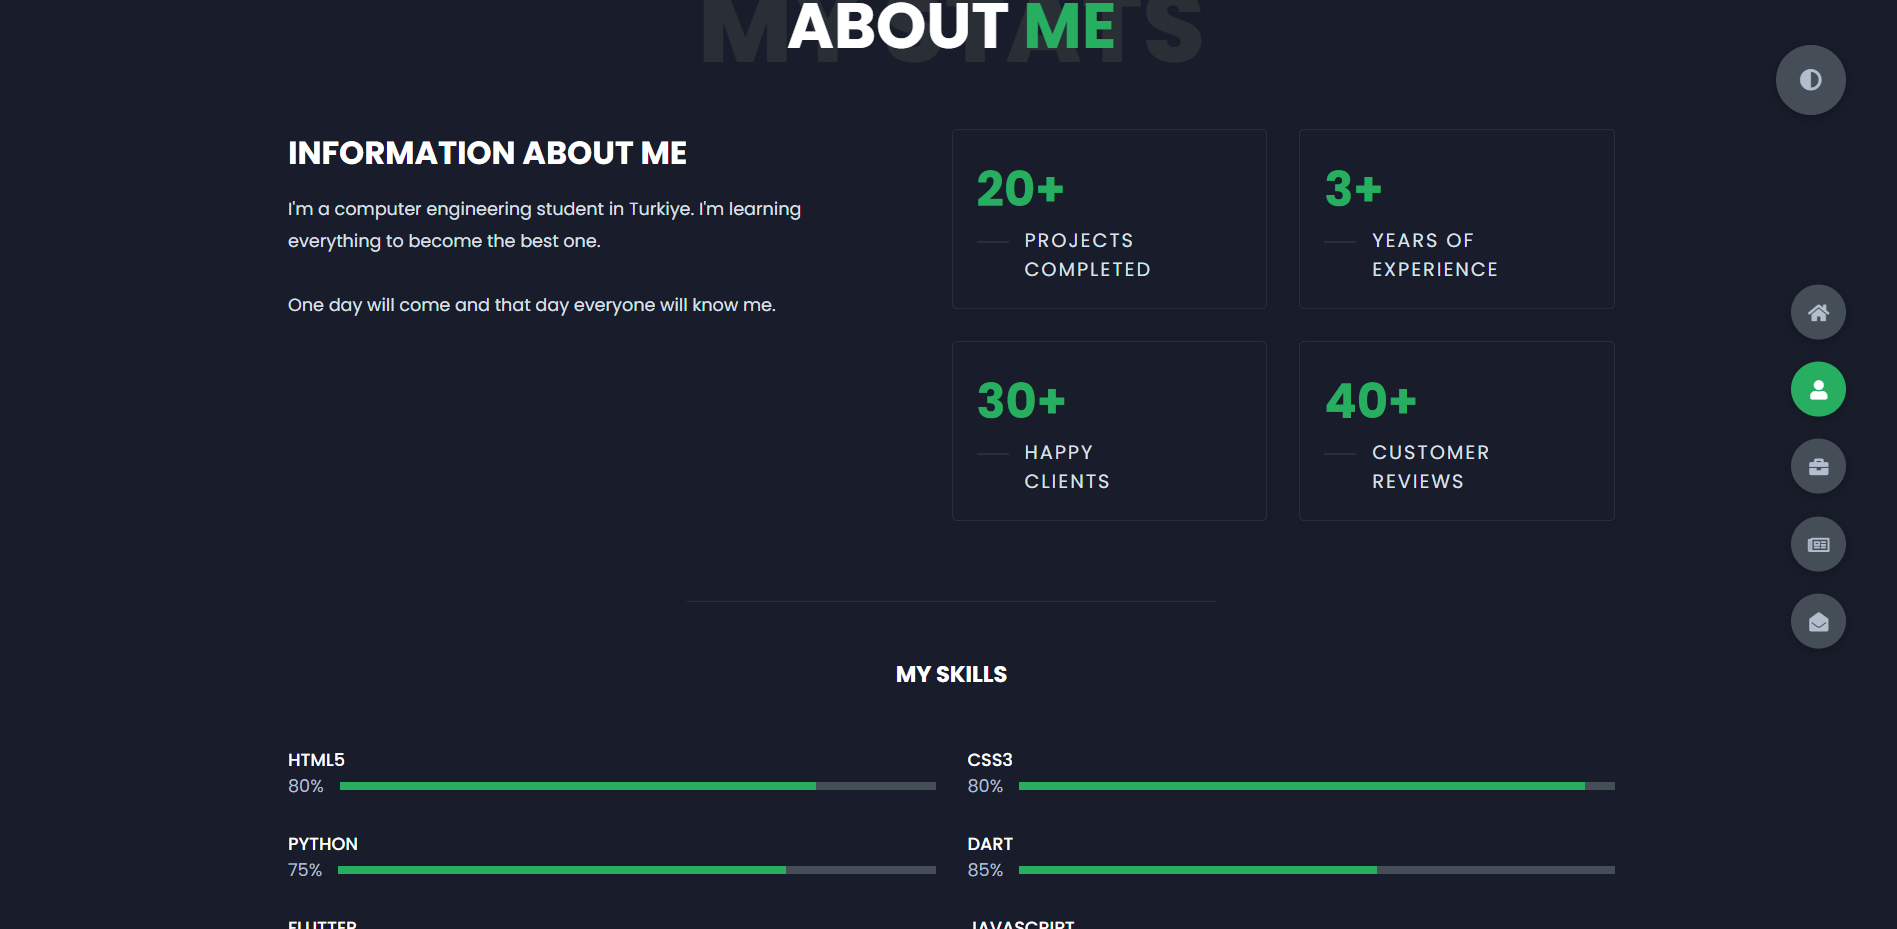 MY STATS
ABOUT ME
INFORMATION ABOUT ME
I'm a computer engineering student in Turkiye. I'm learning
everything to become the best one.
One day will come and that day everyone will know me.
20+
PROJECTS
COMPLETED
3+
YEARS OF
EXPERIENCE
30+
HAPPY
CLIENTS
40+
CUSTOMER
REVIEWS
MY SKILLS
HTML5
80%
CSS3
80%
PYTHON
75%
DART
85%
FLUTTER
JAVASCRIPT